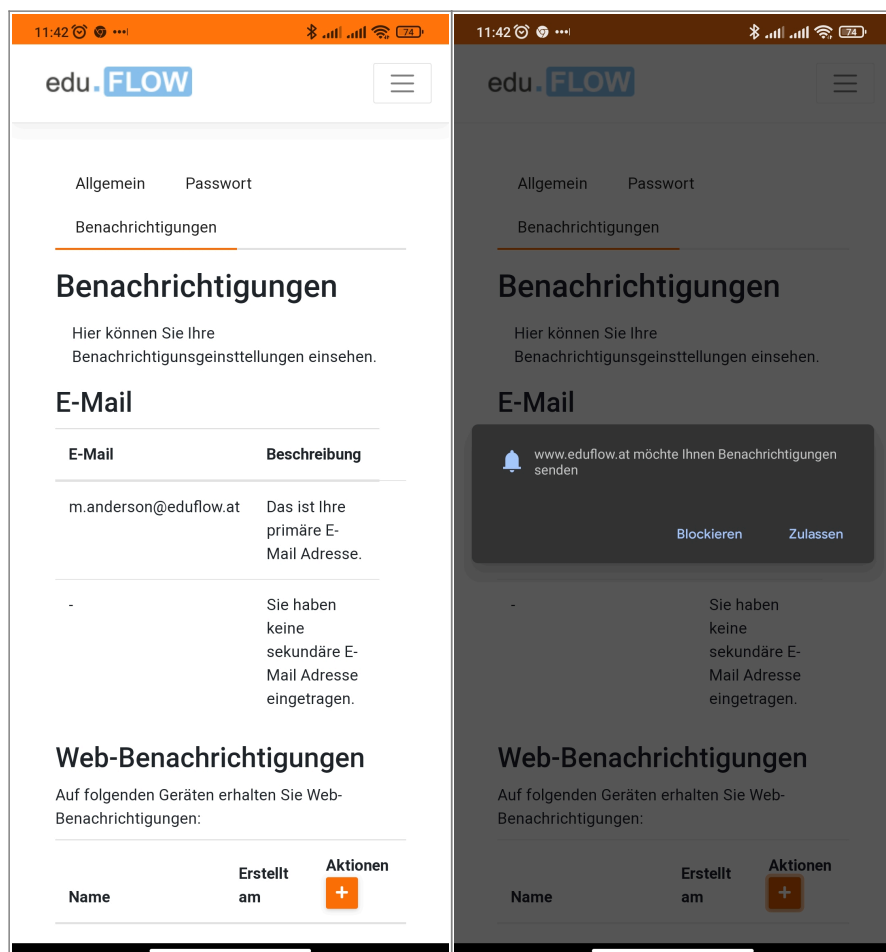 11:42
74
edu.FLOW
Allgemein Passwort
Benachrichtigungen
Benachrichtigungen
Hier können Sie Ihre
Benachrichtigunsgeinsttellungen einsehen.
E-Mail
E-Mail Beschreibung
m.anderson@eduflow.at Das ist Ihre
primäre E-
Mail Adresse.
- Sie haben
keine
sekundäre E-
Mail Adresse
eingetragen.
Web-Benachrichtigungen
Auf folgenden Geräten erhalten Sie Web-
Benachrichtigungen:
Name Erstellt
am Aktionen
+
11:42
74
edu.FLOW
Allgemein Passwort
Benachrichtigungen
Benachrichtigungen
Hier können Sie Ihre
Benachrichtigunsgeinsttellungen einsehen.
E-Mail
www.eduflow.at möchte Ihnen Benachrichtigungen
senden
Blockieren Zulassen
- Sie haben
keine
sekundäre E-
Mail Adresse
eingetragen.
Web-Benachrichtigungen
Auf folgenden Geräten erhalten Sie Web-
Benachrichtigungen:
Name Erstellt
am Aktionen
+